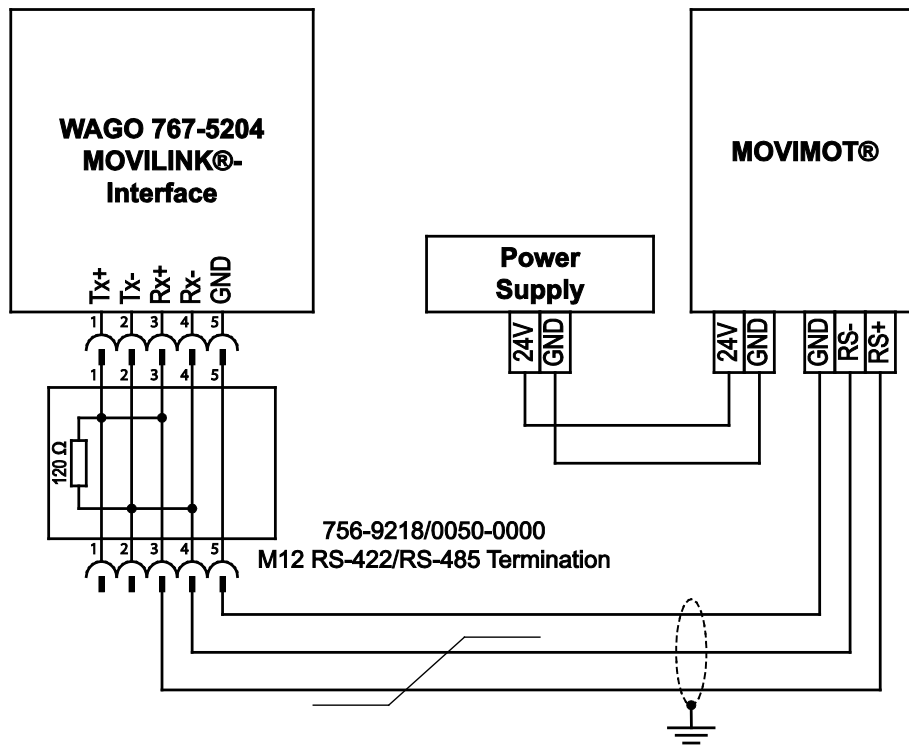 WAGO 767-5204
MOVILINK®-
Interface
Tx+ Tx- Rx+ Rx- GND
1 2 3 4 5
1 2 3 4 5
120 Ω
1 2 3 4 5
756-9218/0050-0000
M12 RS-422/RS-485 Termination
Power
Supply
24V GND
MOVIMOT®
24V GND GND RS- RS+